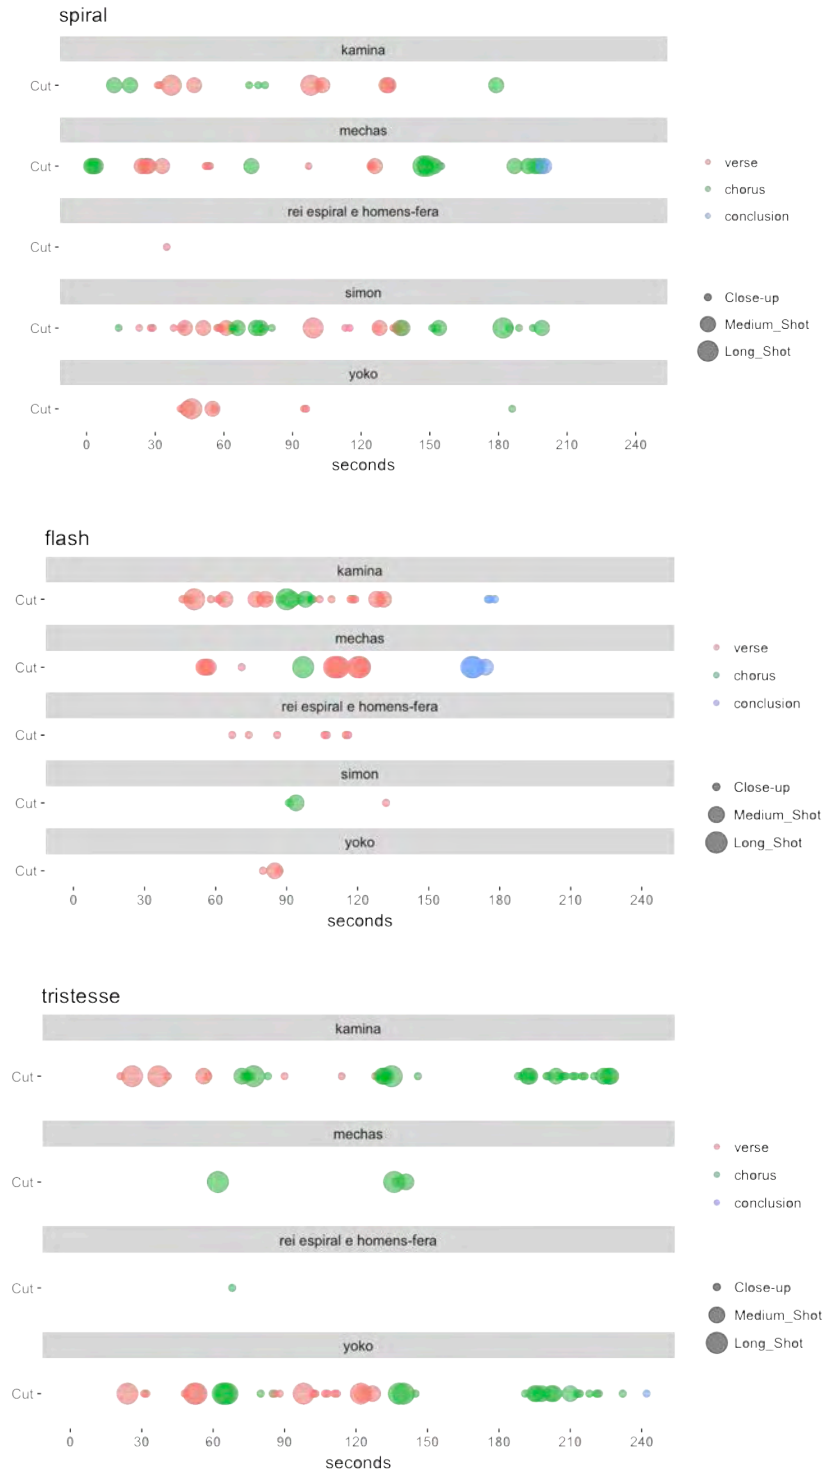 spiral
kamina
Cut
mechas
Cut
rei espiral e homens-fera
Cut
simon
Cut
yoko
Cut
0 30 60 90 120 150 180 210 240
seconds
verse
chorus
conclusion
Close-up
Medium_Shot
Long_Shot
flash
kamina
Cut
mechas
Cut
rei espiral e homens-fera
Cut
simon
Cut
yoko
Cut
0 30 60 90 120 150 180 210 240
seconds
verse
chorus
conclusion
Close-up
Medium_Shot
Long_Shot
tristesse
kamina
Cut
mechas
Cut
rei espiral e homens-fera
Cut
yoko
Cut
0 30 60 90 120 150 180 210 240
seconds
verse
chorus
conclusion
Close-up
Medium_Shot
Long_Shot